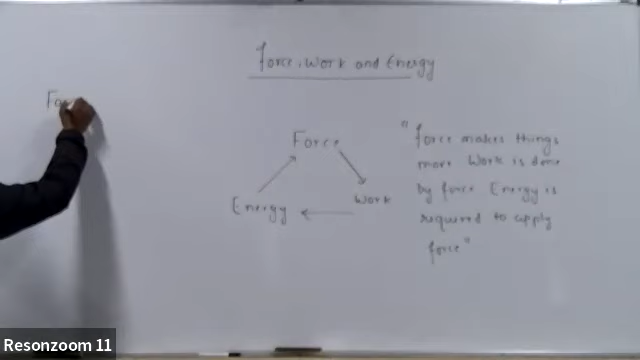 Force, Work and Energy
Fo
Force
Energy
Work
"Force makes things
move Work is done
by force Energy is
required to apply
force"
Resonzoom 11